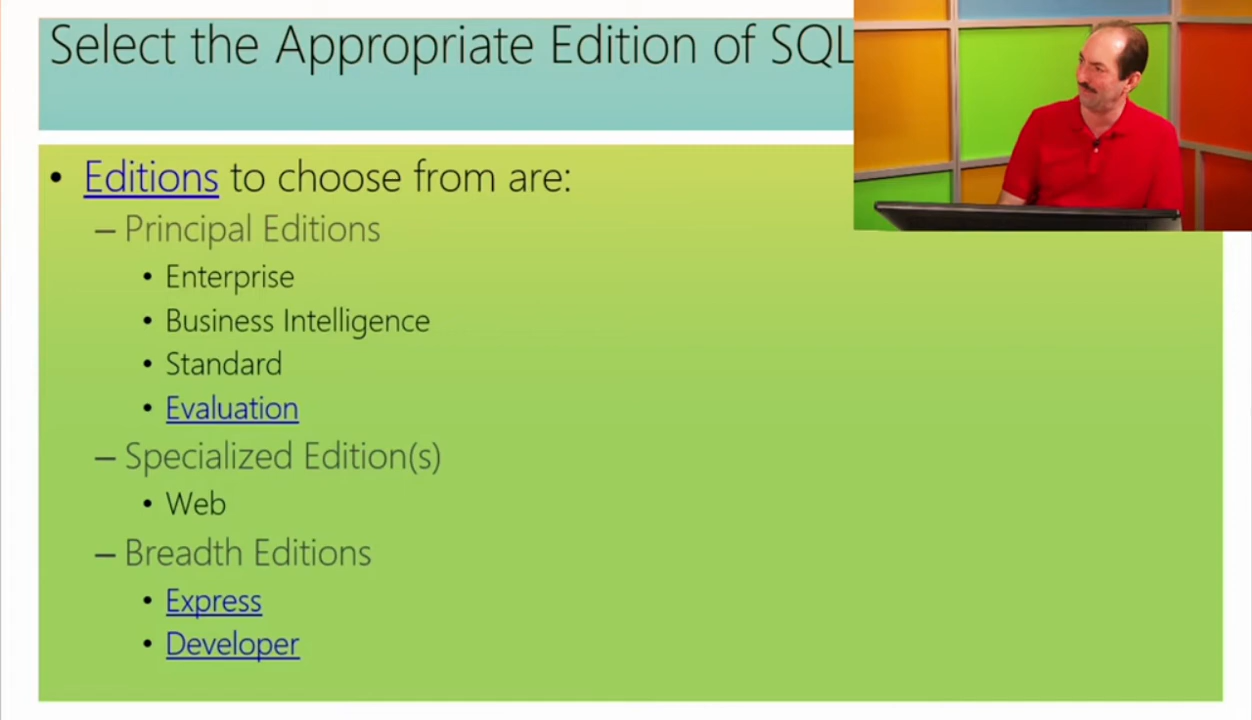 Select the Appropriate Edition of SQL
• Editions to choose from are:
– Principal Editions
• Enterprise
• Business Intelligence
• Standard
• Evaluation
– Specialized Edition(s)
• Web
– Breadth Editions
• Express
• Developer